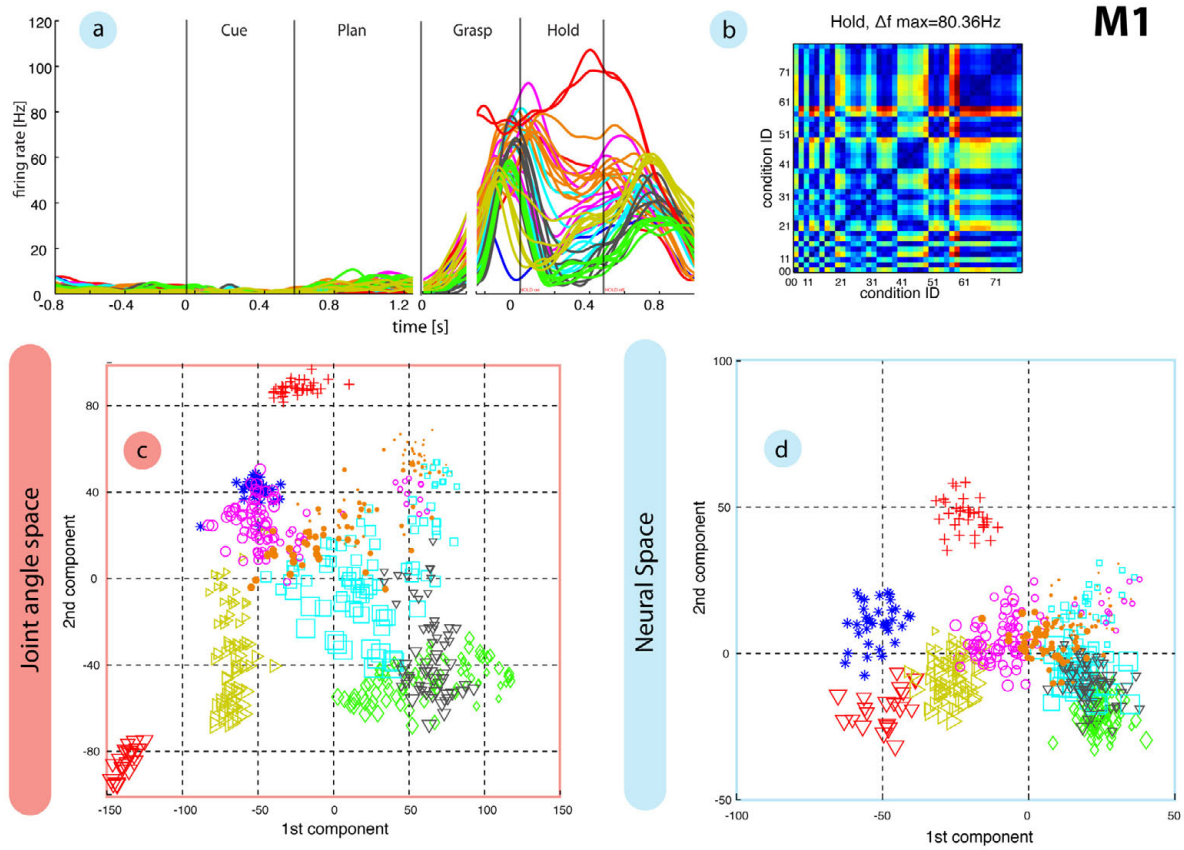 a
Cue
Plan
Grasp
Hold
firing rate [Hz]
120
100
80
60
40
20
0
-0.8
-0.4
0
0.4
0.8
1.2
0
0.4
0.8
HOLD on
HOLD off
time [s]
b
Hold, Δf max=80.36Hz
M1
condition ID
71
61
51
41
31
21
11
00
00 11 21 31 41 51 61 71
condition ID
Joint angle space
c
2nd component
80
40
0
-40
-80
-150
-100
-50
0
50
100
150
1st component
Neural Space
d
2nd component
100
50
0
-50
-100
-50
0
50
1st component